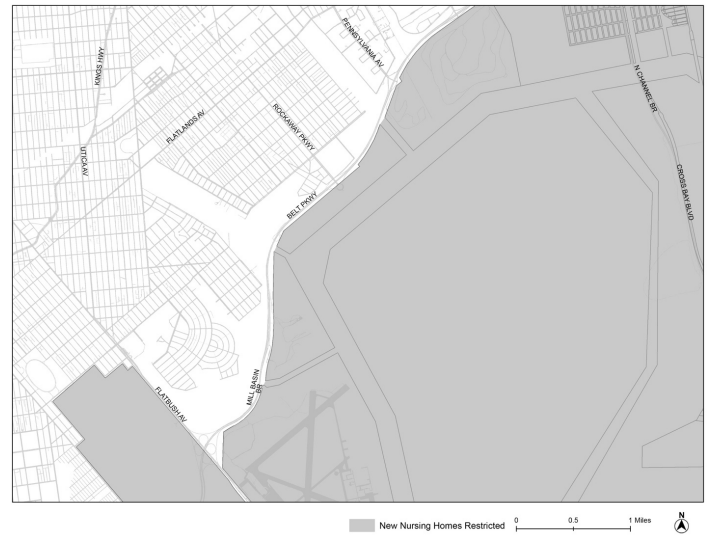 PENNSYLVANIA AV
KINGS HWY
N CHANNEL BR
FLATLANDS AV
ROCKAWAY PKWY
UTICA AV
CROSS BAY BLVD
BELT PKWY
MILL BASIN
BR
FLATBUSH AV
New Nursing Homes Restricted
0 0.5 1 Miles
N